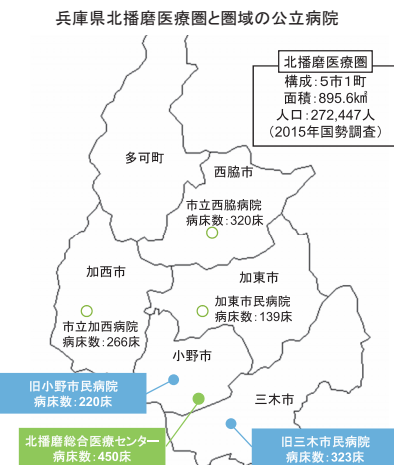 兵庫県北播磨医療圏と圏域の公立病院
北播磨医療圏
構成：5市1町
面積：895.6k㎡
人口：272,447人
（2015年国勢調査）
多可町
西脇市
市立西脇病院
病床数：320床
加西市
加東市
加東市民病院
病床数：139床
市立加西病院
病床数：266床
小野市
旧小野市民病院
病床数：220床
三木市
北播磨総合医療センター
病床数：450床
旧三木市民病院
病床数：323床